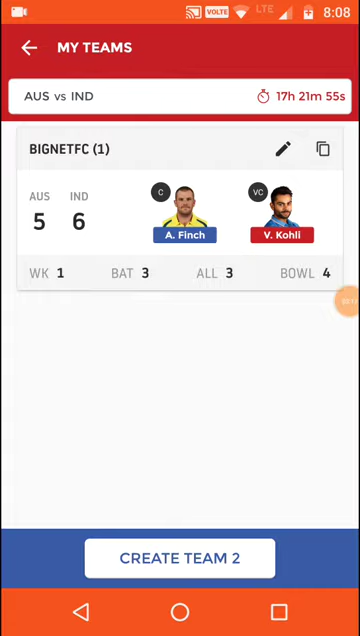 VOLTE LTE 8:08
MY TEAMS
AUS vs IND 17h 21m 55s
BIGNETFC (1)
AUS IND C VC
5 6
A. Finch V. Kohli
WK 1 BAT 3 ALL 3 BOWL 4
CREATE TEAM 2